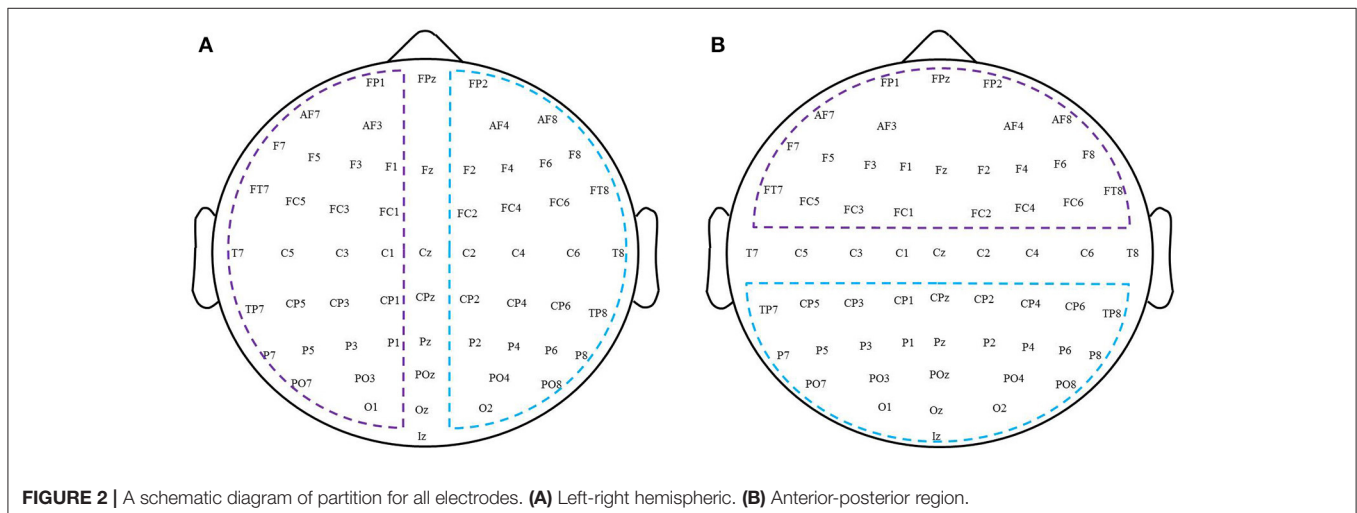 A
FP1 FPz FP2
AF7 AF8
AF3 AF4
F7 F5 F3 F1 Fz F2 F4 F6 F8
FT7 FT8
FC5 FC3 FC1 FC2 FC4 FC6
T7 C5 C3 C1 Cz C2 C4 C6 T8
TP7 CP5 CP3 CP1 CPz CP2 CP4 CP6 TP8
P7 P5 P3 P1 Pz P2 P4 P6 P8
PO7 PO3 POz PO4 PO8
O1 Oz O2
Iz
B
FP1 FPz FP2
AF7 AF8
AF3 AF4
F7 F5 F3 F1 Fz F2 F4 F6 F8
FT7 FT8
FC5 FC3 FC1 FC2 FC4 FC6
T7 C5 C3 C1 Cz C2 C4 C6 T8
TP7 CP5 CP3 CP1 CPz CP2 CP4 CP6 TP8
P7 P5 P3 P1 Pz P2 P4 P6 P8
PO7 PO3 POz PO4 PO8
O1 Oz O2
Iz
FIGURE 2 | A schematic diagram of partition for all electrodes. (A) Left-right hemispheric. (B) Anterior-posterior region.